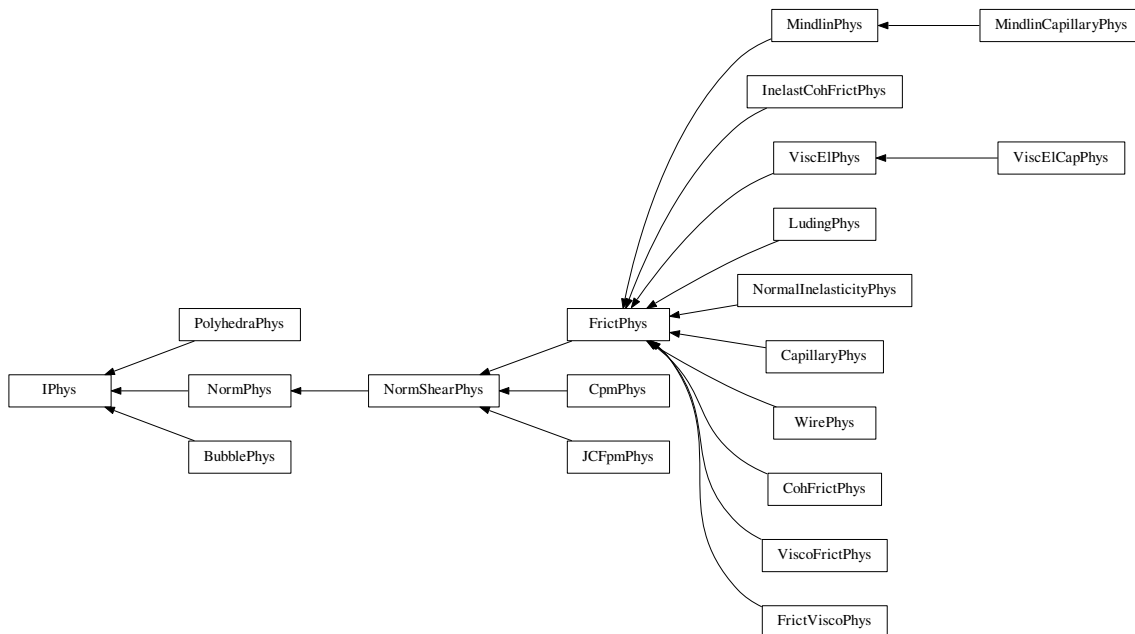 MindlinPhys
MindlinCapillaryPhys
InelastCohFrictPhys
ViscElPhys
ViscElCapPhys
LudingPhys
NormalInelasticityPhys
PolyhedraPhys
FrictPhys
CapillaryPhys
IPhys
NormPhys
NormShearPhys
CpmPhys
WirePhys
BubblePhys
JCFpmPhys
CohFrictPhys
ViscoFrictPhys
FrictViscoPhys